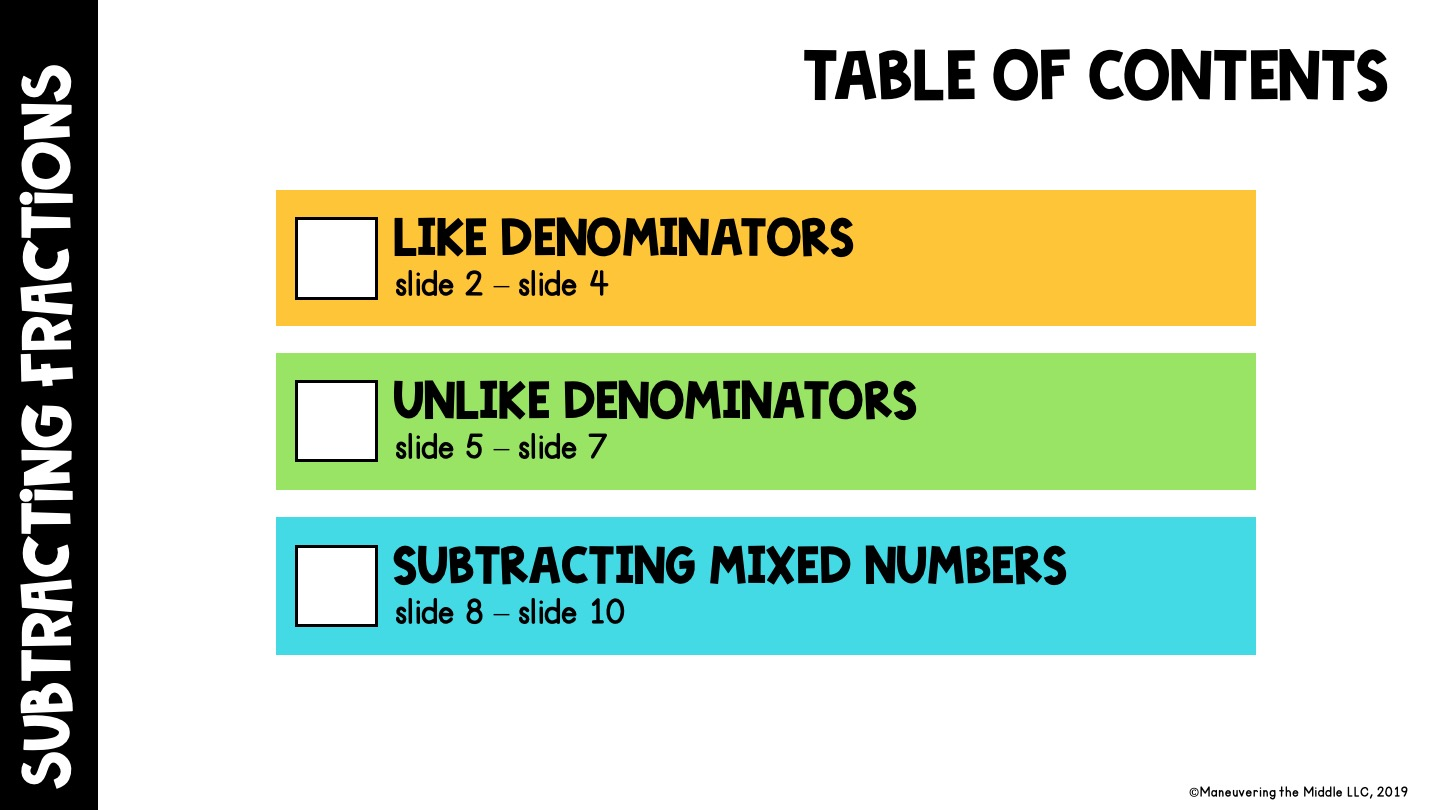 SUBTRACTING FRACTIONS
TABLE OF CONTENTS
LIKE DENOMINATORS
slide 2 – slide 4
UNLIKE DENOMINATORS
slide 5 – slide 7
SUBTRACTING MIXED NUMBERS
slide 8 – slide 10
©Maneuvering the Middle LLC, 2019